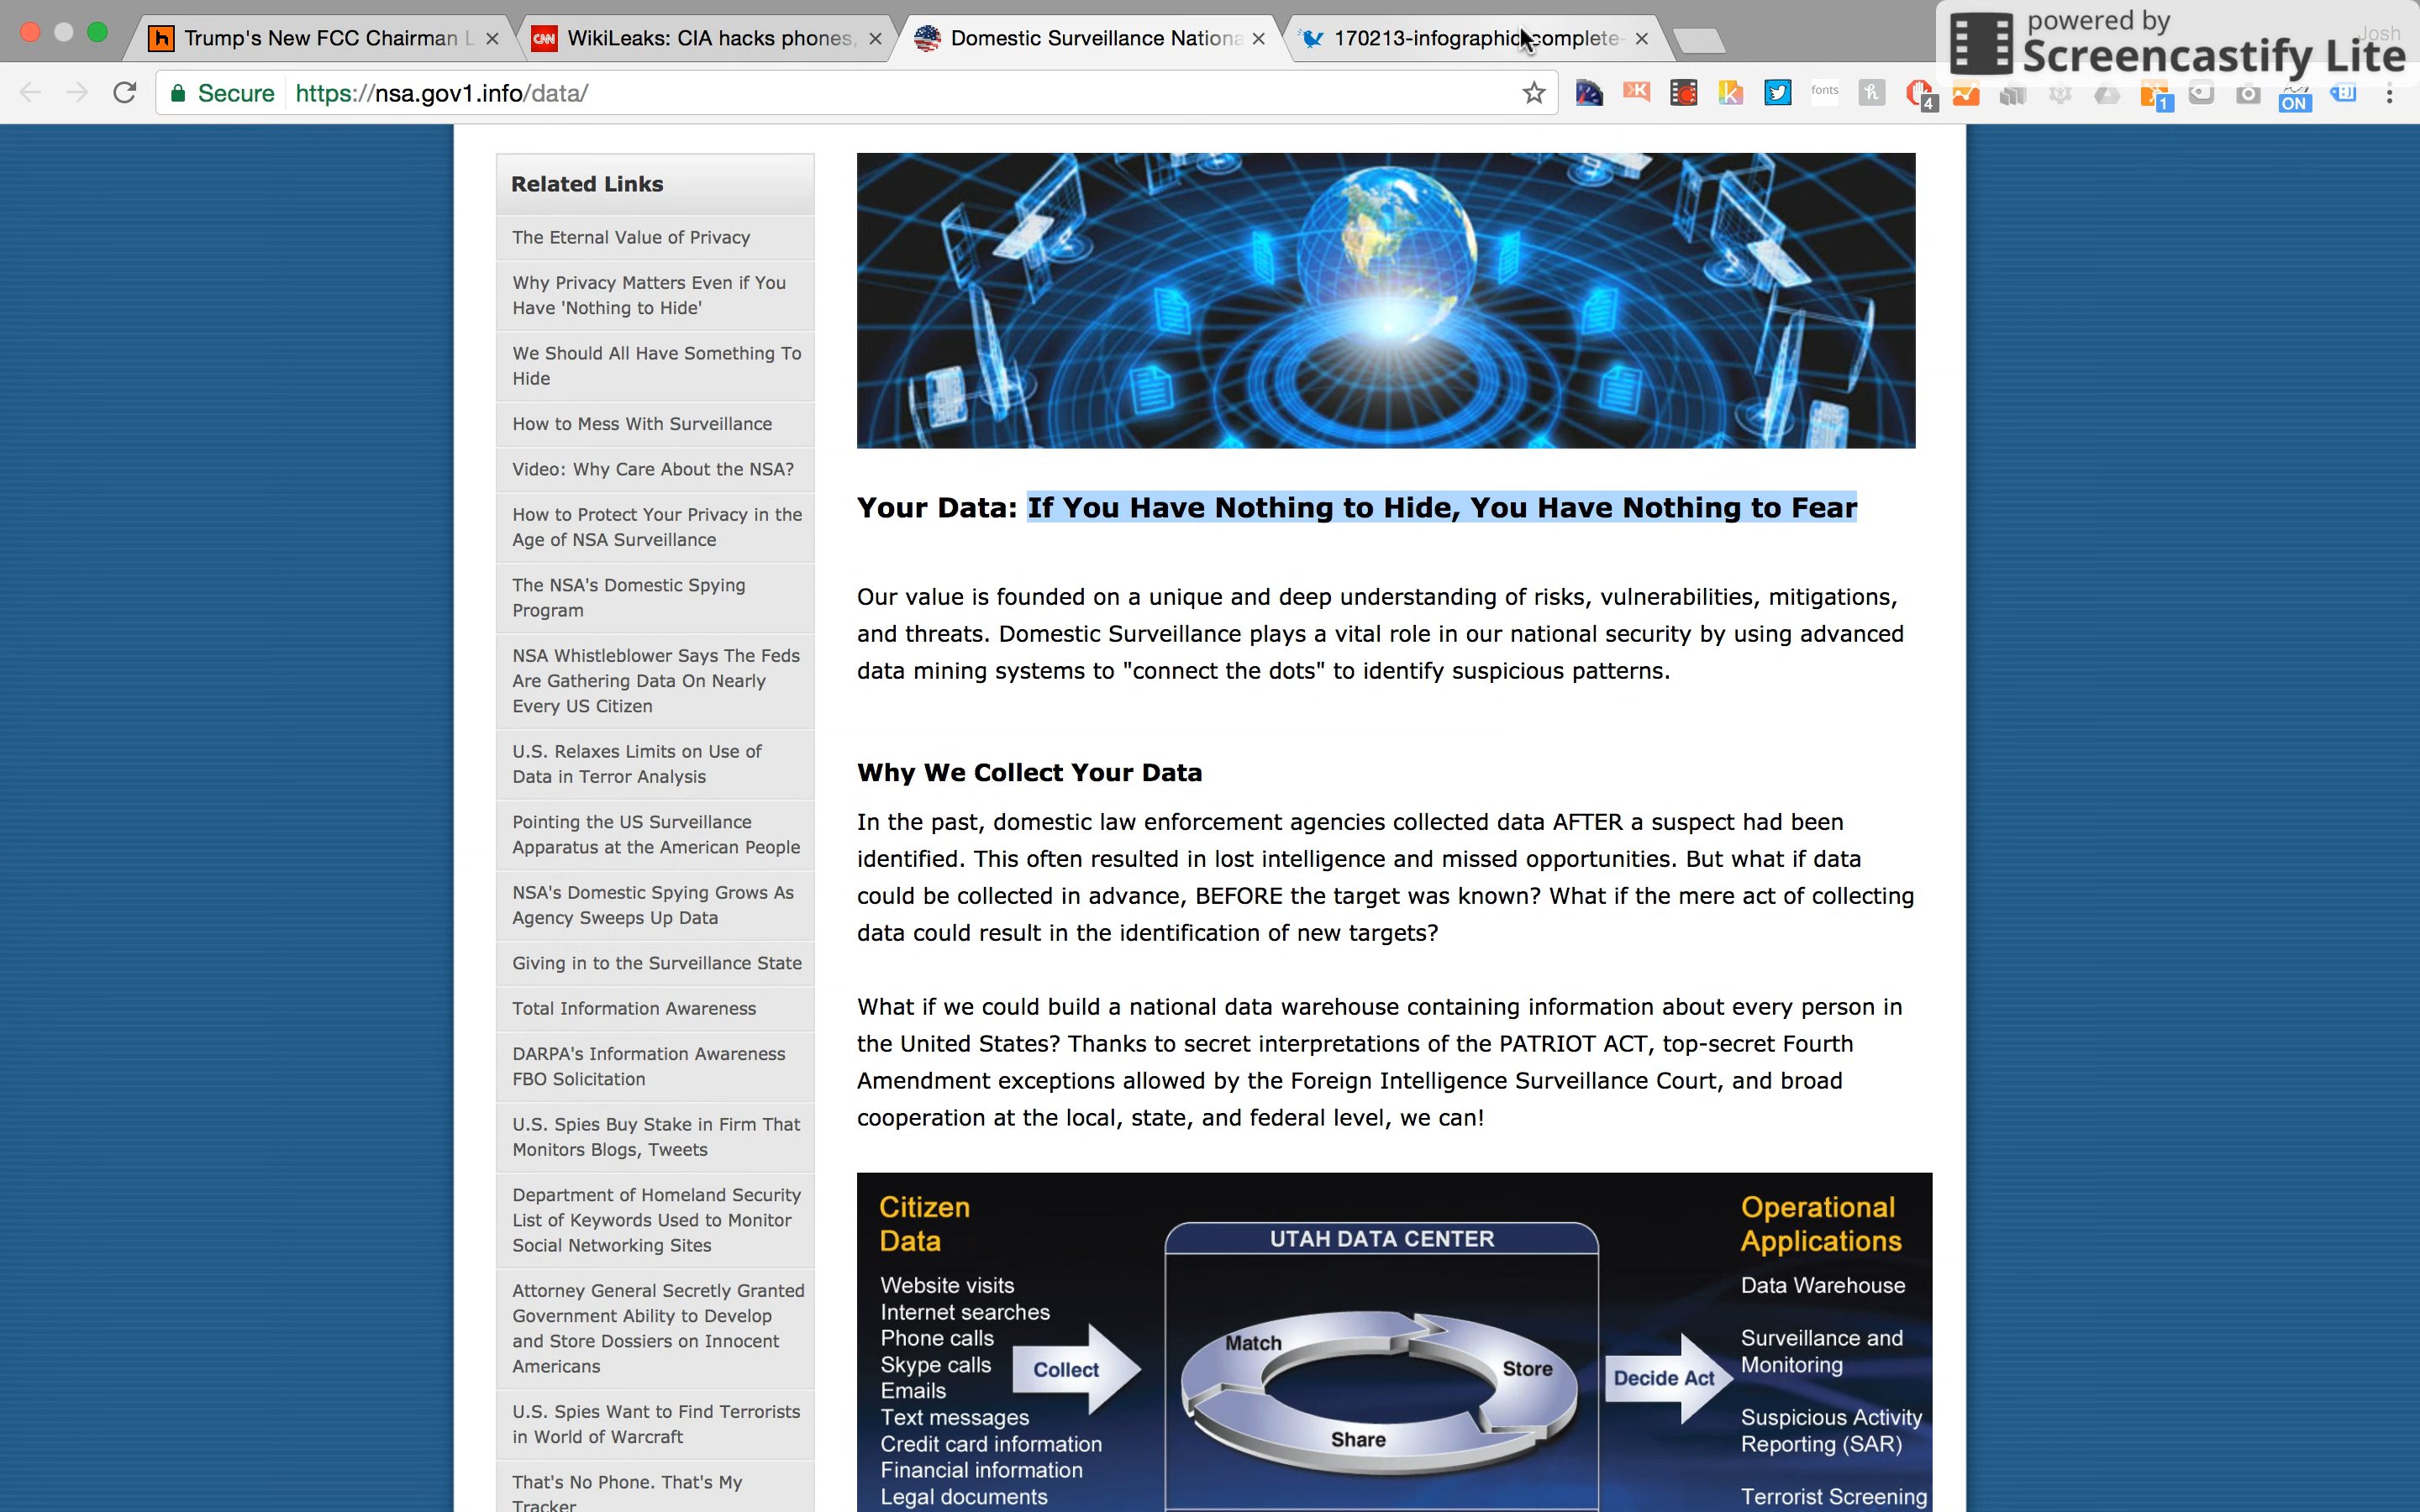 Trump's New FCC Chairman L
WikiLeaks: CIA hacks phones,
Domestic Surveillance Nationa
170213-infographic-complete-
Josh
powered by
Screencastify Lite
Secure
https://nsa.gov1.info/data/
fonts
4
1
ON
Related Links
The Eternal Value of Privacy
Why Privacy Matters Even if You
Have 'Nothing to Hide'
We Should All Have Something To
Hide
How to Mess With Surveillance
Video: Why Care About the NSA?
How to Protect Your Privacy in the
Age of NSA Surveillance
The NSA's Domestic Spying
Program
NSA Whistleblower Says The Feds
Are Gathering Data On Nearly
Every US Citizen
U.S. Relaxes Limits on Use of
Data in Terror Analysis
Pointing the US Surveillance
Apparatus at the American People
NSA's Domestic Spying Grows As
Agency Sweeps Up Data
Giving in to the Surveillance State
Total Information Awareness
DARPA's Information Awareness
FBO Solicitation
U.S. Spies Buy Stake in Firm That
Monitors Blogs, Tweets
Department of Homeland Security
List of Keywords Used to Monitor
Social Networking Sites
Attorney General Secretly Granted
Government Ability to Develop
and Store Dossiers on Innocent
Americans
U.S. Spies Want to Find Terrorists
in World of Warcraft
That's No Phone. That's My
Tracker
Your Data: If You Have Nothing to Hide, You Have Nothing to Fear
Our value is founded on a unique and deep understanding of risks, vulnerabilities, mitigations,
and threats. Domestic Surveillance plays a vital role in our national security by using advanced
data mining systems to "connect the dots" to identify suspicious patterns.
Why We Collect Your Data
In the past, domestic law enforcement agencies collected data AFTER a suspect had been
identified. This often resulted in lost intelligence and missed opportunities. But what if data
could be collected in advance, BEFORE the target was known? What if the mere act of collecting
data could result in the identification of new targets?
What if we could build a national data warehouse containing information about every person in
the United States? Thanks to secret interpretations of the PATRIOT ACT, top-secret Fourth
Amendment exceptions allowed by the Foreign Intelligence Surveillance Court, and broad
cooperation at the local, state, and federal level, we can!
Citizen
Data
Website visits
Internet searches
Phone calls
Skype calls
Emails
Text messages
Credit card information
Financial information
Legal documents
Collect
UTAH DATA CENTER
Match
Store
Share
Decide Act
Operational
Applications
Data Warehouse
Surveillance and
Monitoring
Suspicious Activity
Reporting (SAR)
Terrorist Screening